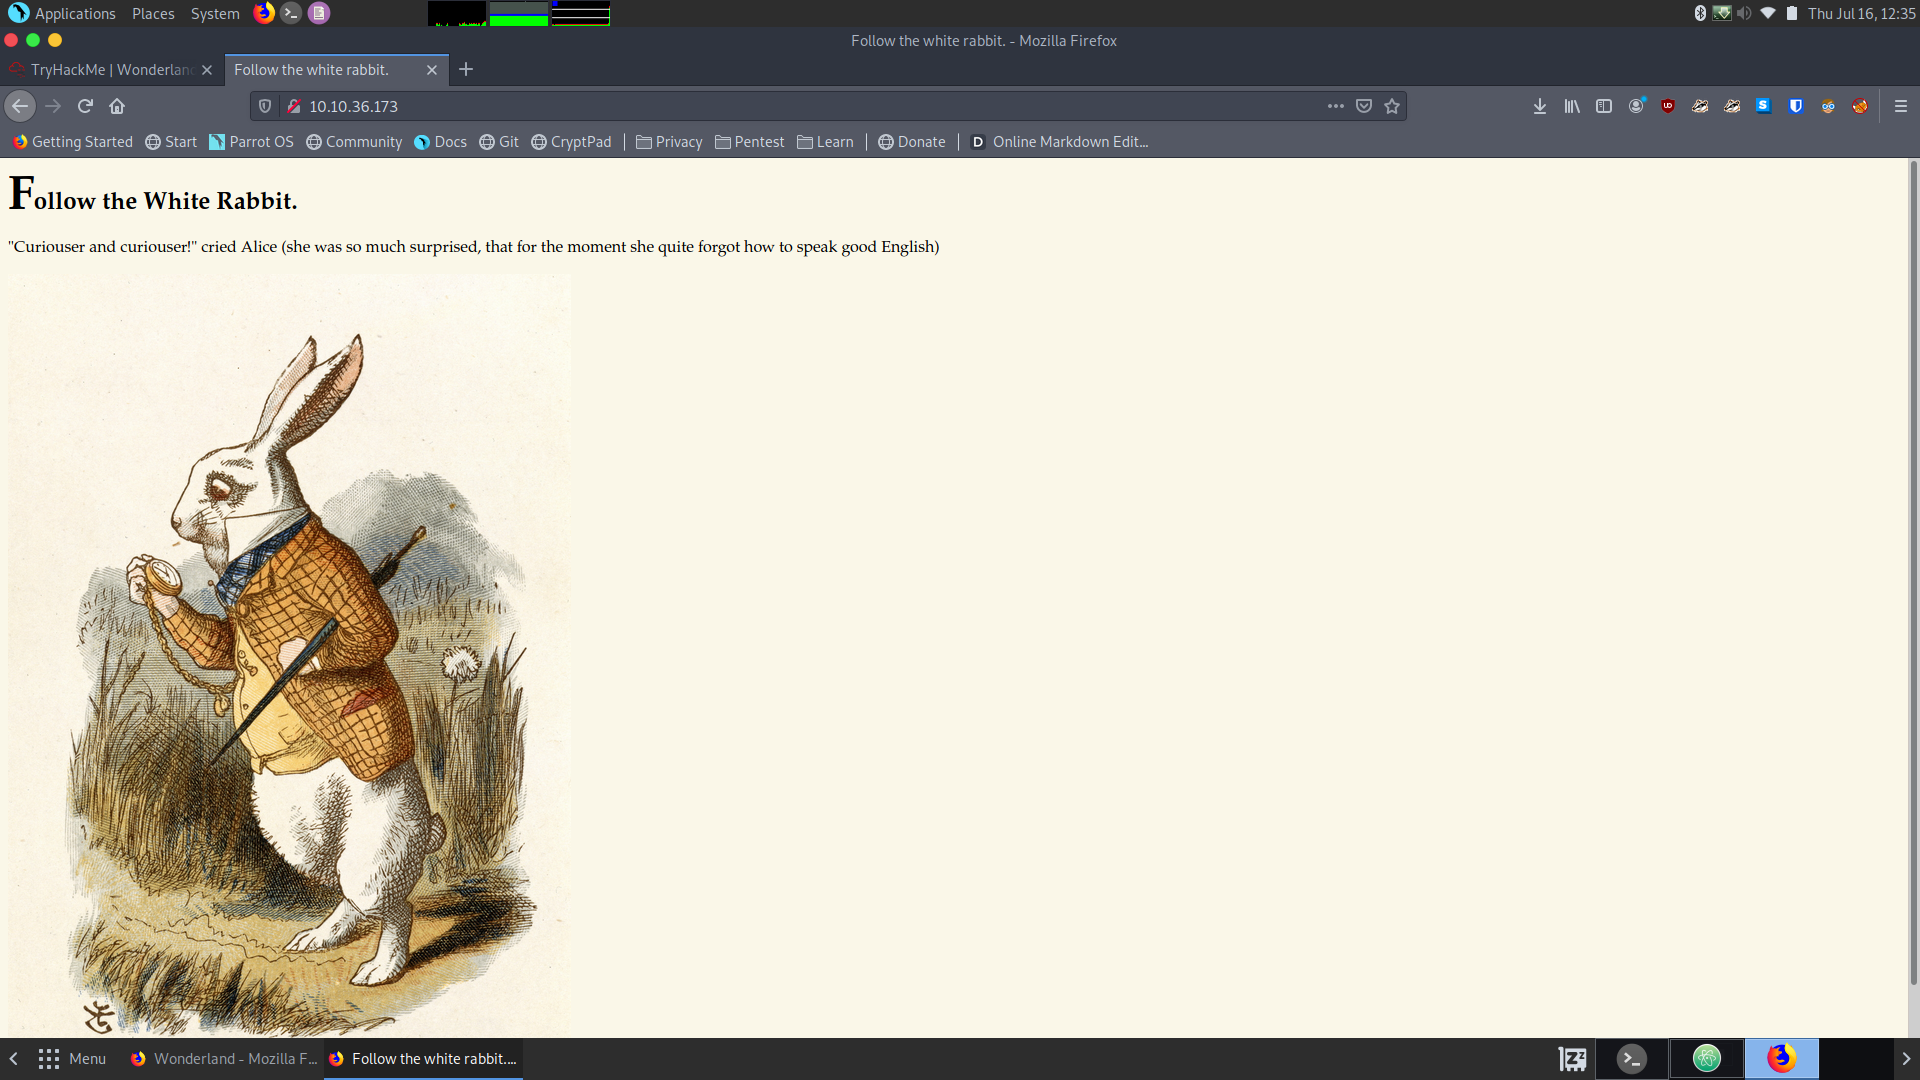 Applications Places System
Thu Jul 16, 12:35
Follow the white rabbit. - Mozilla Firefox
TryHackMe | Wonderland
Follow the white rabbit.
10.10.36.173
Getting Started Start Parrot OS Community Docs Git CryptPad Privacy Pentest Learn Donate D Online Markdown Edit...
Follow the White Rabbit.
"Curiouser and curiouser!" cried Alice (she was so much surprised, that for the moment she quite forgot how to speak good English)
Menu Wonderland - Mozilla F... Follow the white rabbit....